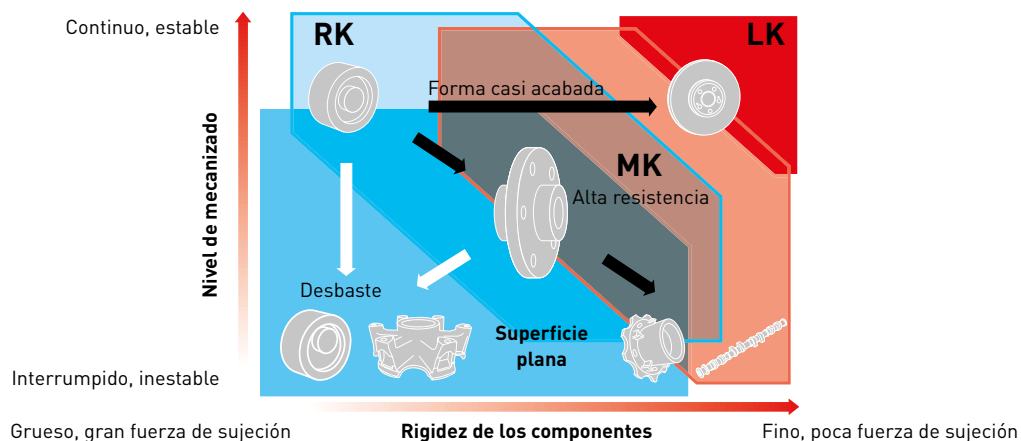 Continuo, estable
RK
LK
Forma casi acabada
MK
Alta resistencia
Nivel de mecanizado
Desbaste
Superficie
plana
Interrumpido, inestable
Grueso, gran fuerza de sujeción
Rigidez de los componentes
Fino, poca fuerza de sujeción